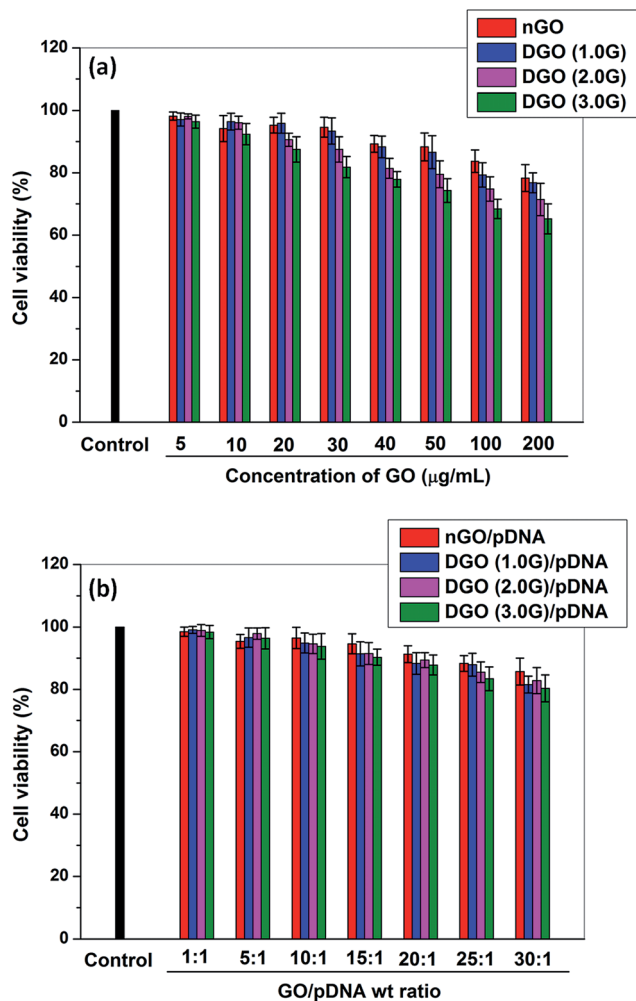 (a)
nGO
DGO (1.0G)
DGO (2.0G)
DGO (3.0G)
120
100
80
60
40
20
0
Cell viability (%)
Control 5 10 20 30 40 50 100 200
Concentration of GO (μg/mL)
(b)
nGO/pDNA
DGO (1.0G)/pDNA
DGO (2.0G)/pDNA
DGO (3.0G)/pDNA
120
100
80
60
40
20
0
Cell viability (%)
Control 1:1 5:1 10:1 15:1 20:1 25:1 30:1
GO/pDNA wt ratio